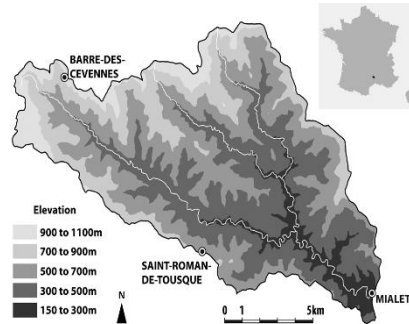 BARRE-DES-
CEVENNES
Elevation
900 to 1100m
700 to 900m
500 to 700m
300 to 500m
150 to 300m
SAINT-ROMAN-
DE-TOUSQUE
MIALET
N
0 1 5km